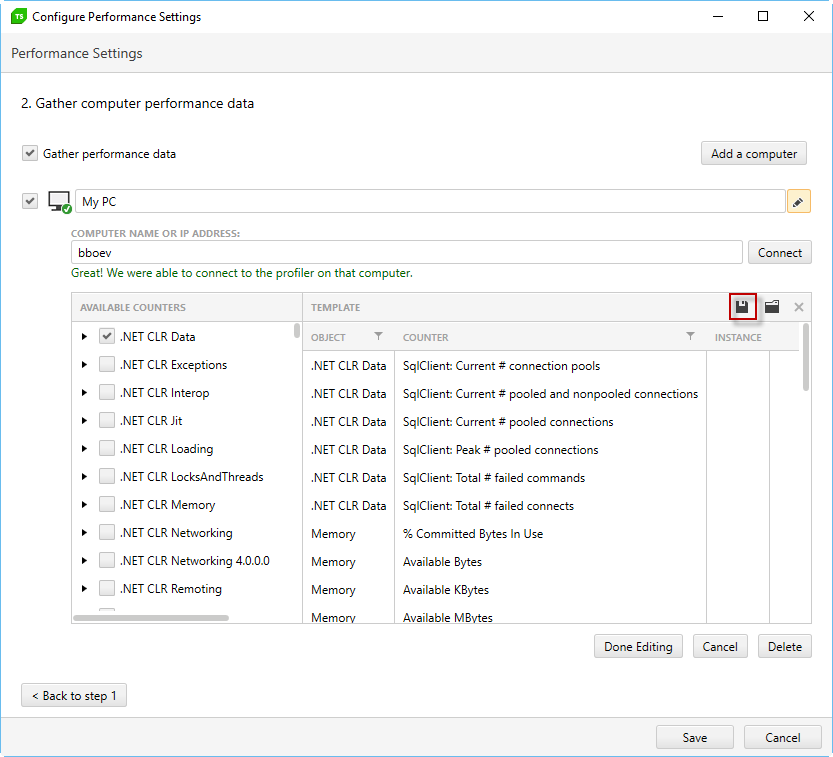 TS Configure Performance Settings
Performance Settings
2. Gather computer performance data
Gather performance data
Add a computer
My PC
COMPUTER NAME OR IP ADDRESS:
bboev
Connect
Great! We were able to connect to the profiler on that computer.
AVAILABLE COUNTERS
TEMPLATE
OBJECT COUNTER INSTANCE
.NET CLR Data
.NET CLR Exceptions
.NET CLR Interop
.NET CLR Jit
.NET CLR Loading
.NET CLR LocksAndThreads
.NET CLR Memory
.NET CLR Networking
.NET CLR Networking 4.0.0.0
.NET CLR Remoting
.NET CLR Data SqlClient: Current # connection pools
.NET CLR Data SqlClient: Current # pooled and nonpooled connections
.NET CLR Data SqlClient: Current # pooled connections
.NET CLR Data SqlClient: Peak # pooled connections
.NET CLR Data SqlClient: Total # failed commands
.NET CLR Data SqlClient: Total # failed connects
Memory % Committed Bytes In Use
Memory Available Bytes
Memory Available KBytes
Memory Available MBytes
Done Editing
Cancel
Delete
< Back to step 1
Save
Cancel